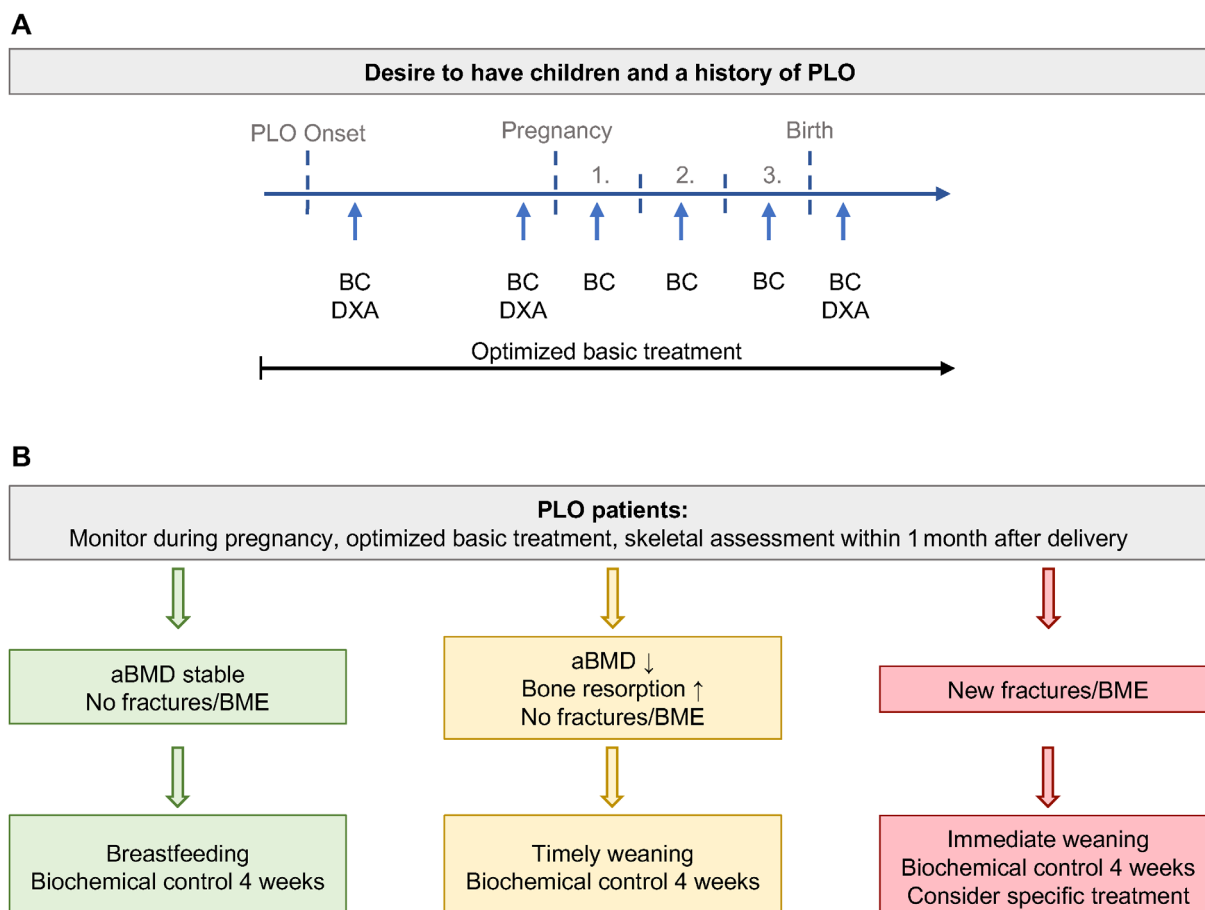 A
Desire to have children and a history of PLO
PLO Onset
Pregnancy
Birth
1.
2.
3.
BC
DXA
BC
DXA
BC
BC
BC
BC
DXA
Optimized basic treatment
B
PLO patients:
Monitor during pregnancy, optimized basic treatment, skeletal assessment within 1 month after delivery
aBMD stable
No fractures/BME
aBMD ↓
Bone resorption ↑
No fractures/BME
New fractures/BME
Breastfeeding
Biochemical control 4 weeks
Timely weaning
Biochemical control 4 weeks
Immediate weaning
Biochemical control 4 weeks
Consider specific treatment